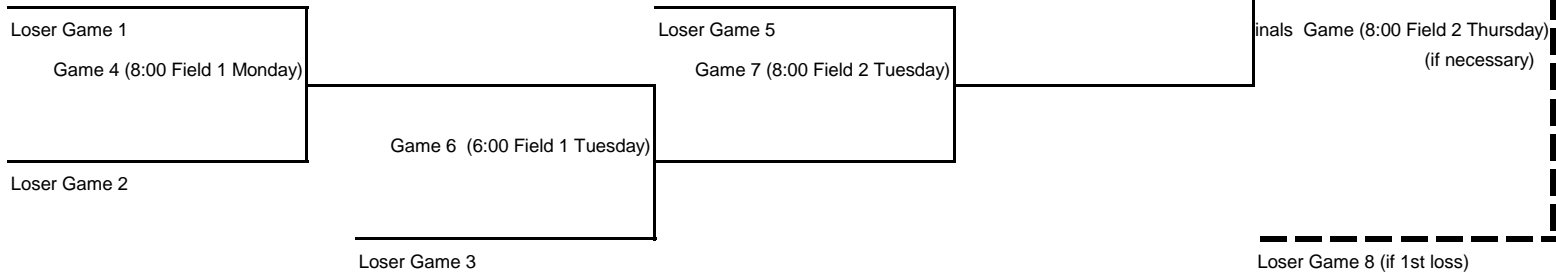 Loser Game 1
Loser Game 5
inals  Game (8:00 Field 2 Thursday)
Game 4 (8:00 Field 1 Monday)
Game 7 (8:00 Field 2 Tuesday)
(if necessary)
Game 6  (6:00 Field 1 Tuesday)
Loser Game 2
Loser Game 3
Loser Game 8 (if 1st loss)